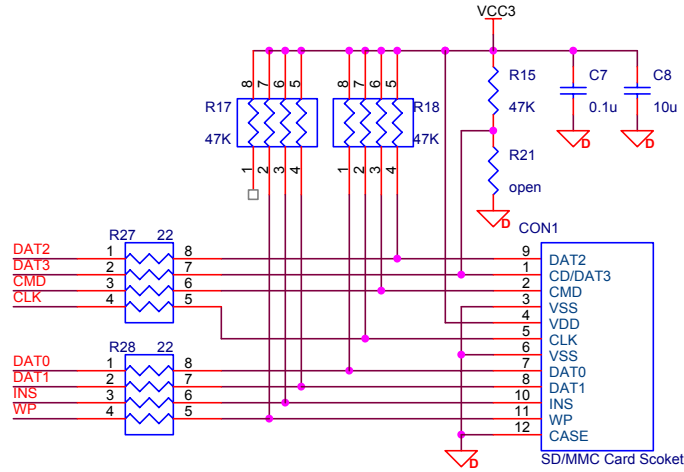 VCC3
8 7 6 5
8 7 6 5
R17
47K
R18
47K
R15
47K
C7
0.1u
C8
10u
1 2 3 4
1 2 3 4
R21
open
D
D
D
CON1
R27 22
DAT2 1 8 9 DAT2
DAT3 2 7 1 CD/DAT3
CMD 3 6 2 CMD
CLK 4 5 3 VSS
4 VDD
5 CLK
R28 22
6 VSS
DAT0 1 8 7 DAT0
DAT1 2 7 8 DAT1
INS 3 6 10 INS
WP 4 5 11 WP
12 CASE
D
SD/MMC Card Scoket